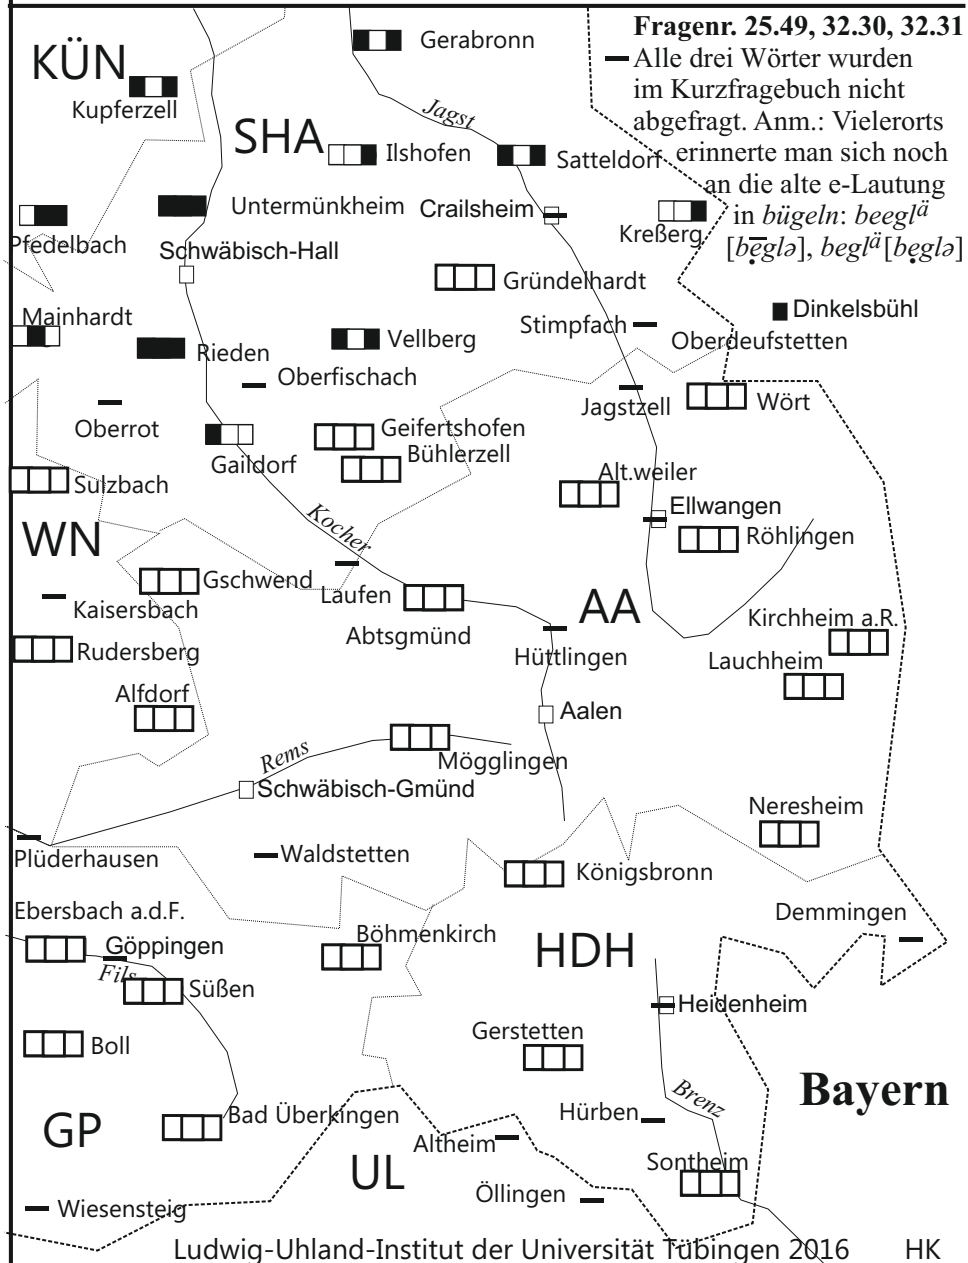 Fragenr. 25.49, 32.30, 32.31
Alle drei Wörter wurden
im Kurzfragebuch nicht
abgefragt. Anm.: Vielerorts
erinnerte man sich noch
an die alte e-Lautung
in bügeln: beeglä
[bẹ̄glə], beglä [bẹglə]
Gerabronn
KÜN
Kupferzell
Jagst
SHA
Ilshofen
Satteldorf
Untermünkheim
Crailsheim
Kreßberg
Pfedelbach
Schwäbisch-Hall
Gründelhardt
Mainhardt
Dinkelsbühl
Stimpfach
Vellberg
Rieden
Oberdeufstetten
Oberfischach
Oberrot
Jagstzell
Wört
Geifertshofen
Gaildorf
Bühlerzell
Sulzbach
Alt.weiler
Ellwangen
Kocher
WN
Röhlingen
Gschwend
Laufen
Kaisersbach
AA
Abtsgmünd
Kirchheim a.R.
Rudersberg
Hüttlingen
Lauchheim
Alfdorf
Aalen
Rems
Mögglingen
Schwäbisch-Gmünd
Neresheim
Plüderhausen
Waldstetten
Königsbronn
Ebersbach a.d.F.
Demmingen
Göppingen
Böhmenkirch
HDH
Fils
Süßen
Heidenheim
Boll
Gerstetten
Bayern
Brenz
GP
Bad Überkingen
Hürben
Altheim
UL
Sontheim
Öllingen
Wiesensteig
Ludwig-Uhland-Institut der Universität Tübingen 2016 HK